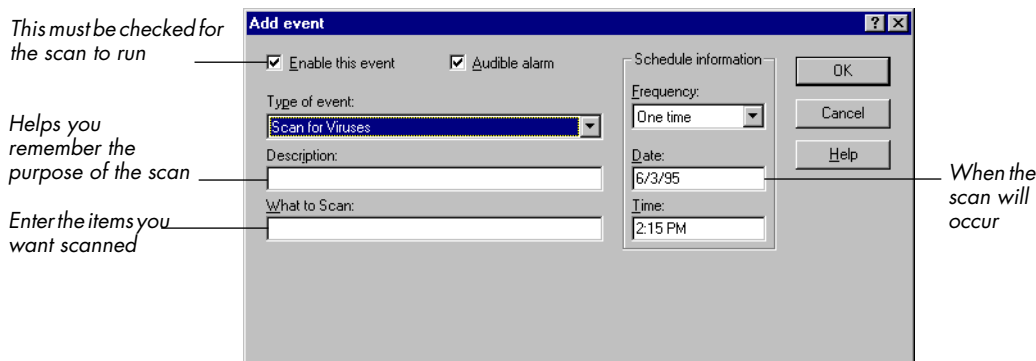 This must be checked for
the scan to run
Helps you
remember the
purpose of the scan
Enter the items you
want scanned
Add event
Enable this event
Audible alarm
Type of event:
Scan for Viruses
Description:
What to Scan:
Schedule information
Frequency:
One time
Date:
6/3/95
Time:
2:15 PM
OK
Cancel
Help
When the
scan will
occur